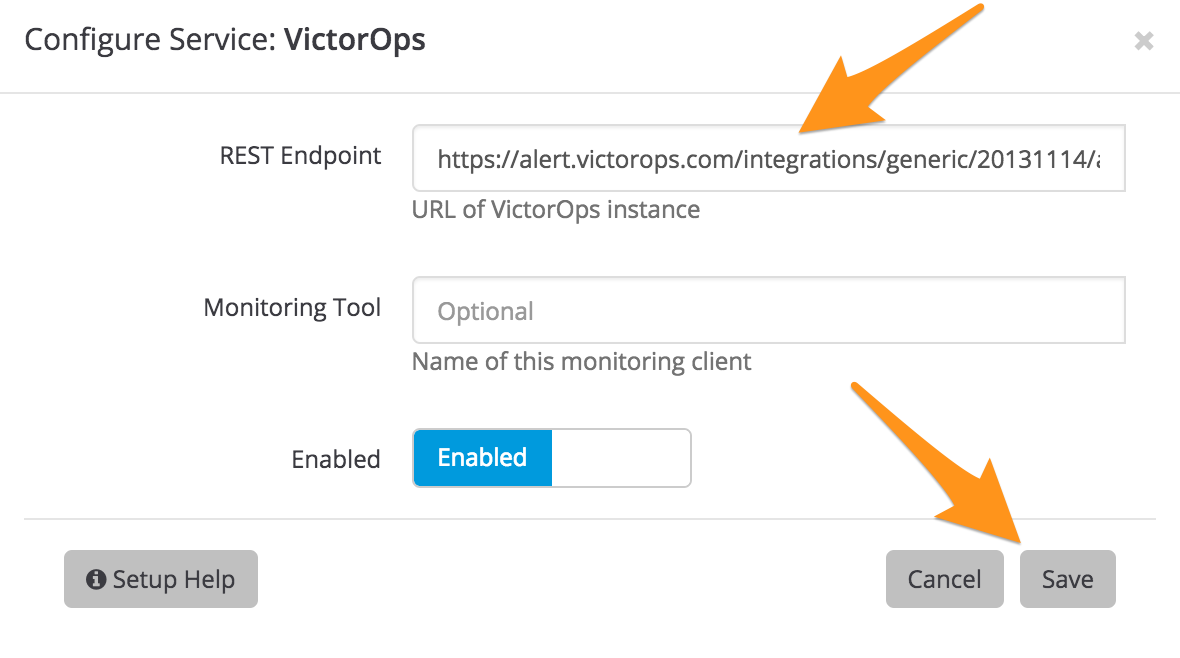 Configure Service: VictorOps
×
REST Endpoint
https://alert.victorops.com/integrations/generic/20131114/a
URL of VictorOps instance
Monitoring Tool
Optional
Name of this monitoring client
Enabled
Enabled
Setup Help
Cancel
Save